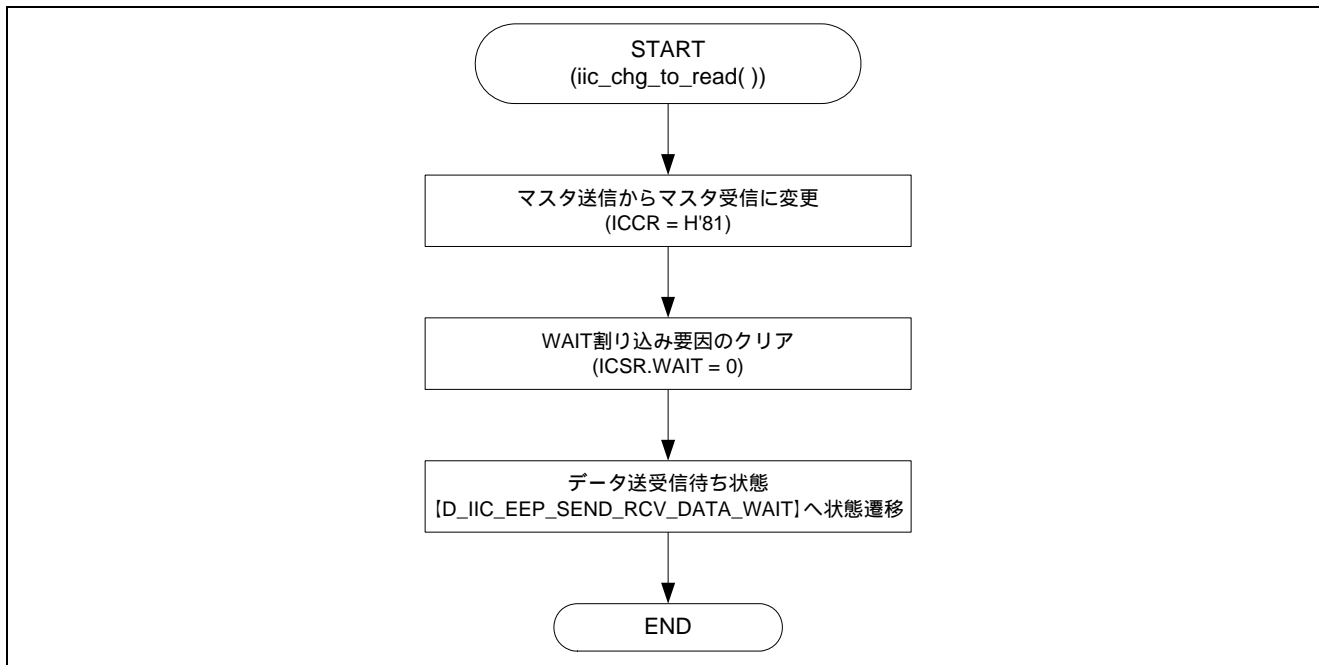 START
(iic_chg_to_read( ))
マスタ送信からマスタ受信に変更
(ICCR = H'81)
WAIT割り込み要因のクリア
(ICSR.WAIT = 0)
データ送受信待ち状態
【D_IIC_EEP_SEND_RCV_DATA_WAIT】へ状態遷移
END